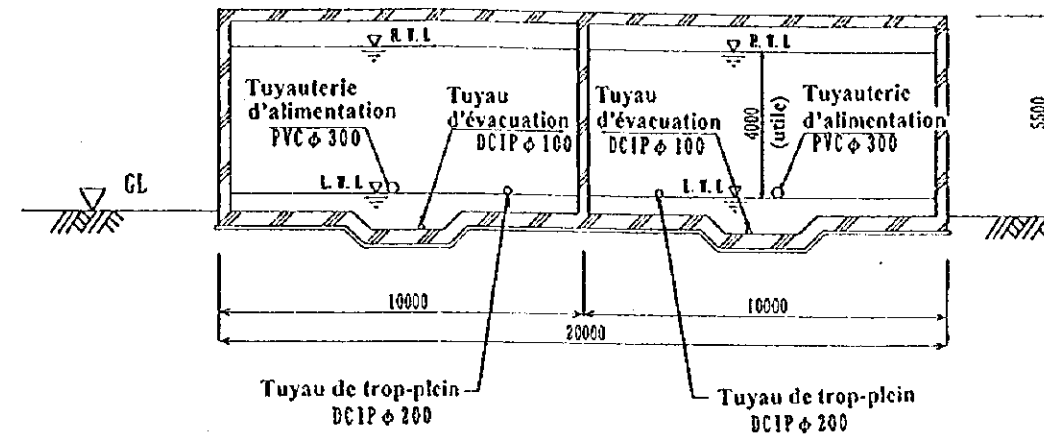 H.W.L
H.W.L
Tuyauterie
d'alimentation
PVC ϕ 300
Tuyau
d'évacuation
DCIP ϕ 100
Tuyau
d'évacuation
DCIP ϕ 100
4000
(utile)
Tuyauterie
d'alimentation
PVC ϕ 300
5500
GL
L.W.L
L.W.L
10000
10000
20000
Tuyau de trop-plein
DCIP ϕ 200
Tuyau de trop-plein
DCIP ϕ 200